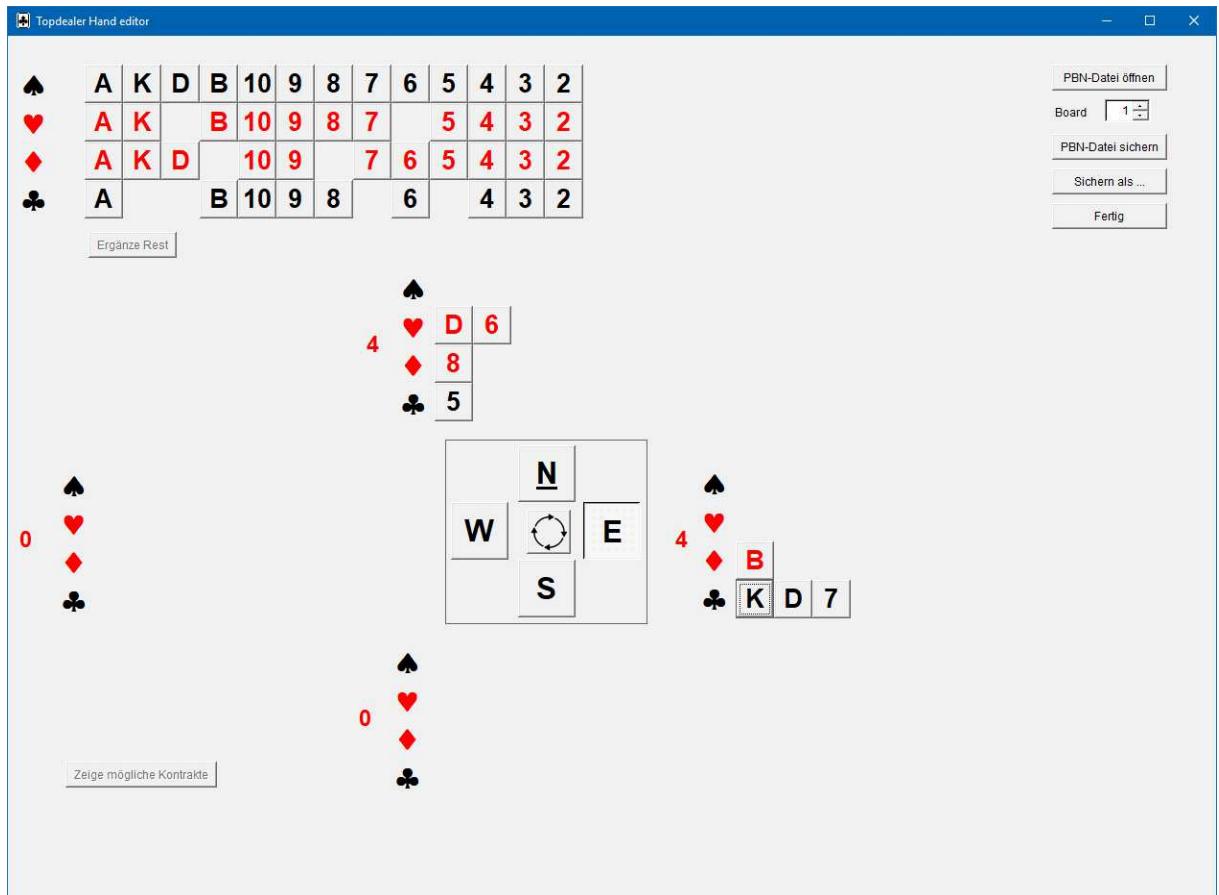 Topdealer Hand editor
♠ A K D B 10 9 8 7 6 5 4 3 2
♥ A K B 10 9 8 7 5 4 3 2
♦ A K D 10 9 7 6 5 4 3 2
♣ A B 10 9 8 6 4 3 2
PBN-Datei öffnen
Board 1
PBN-Datei sichern
Sichern als ...
Fertig
Ergänze Rest
4
♠
♥ D 6
♦ 8
♣ 5
N
W E
S
0
♠
♥
♦
♣
4
♠
♥
♦ B
♣ K D 7
0
♠
♥
♦
♣
Zeige mögliche Kontrakte